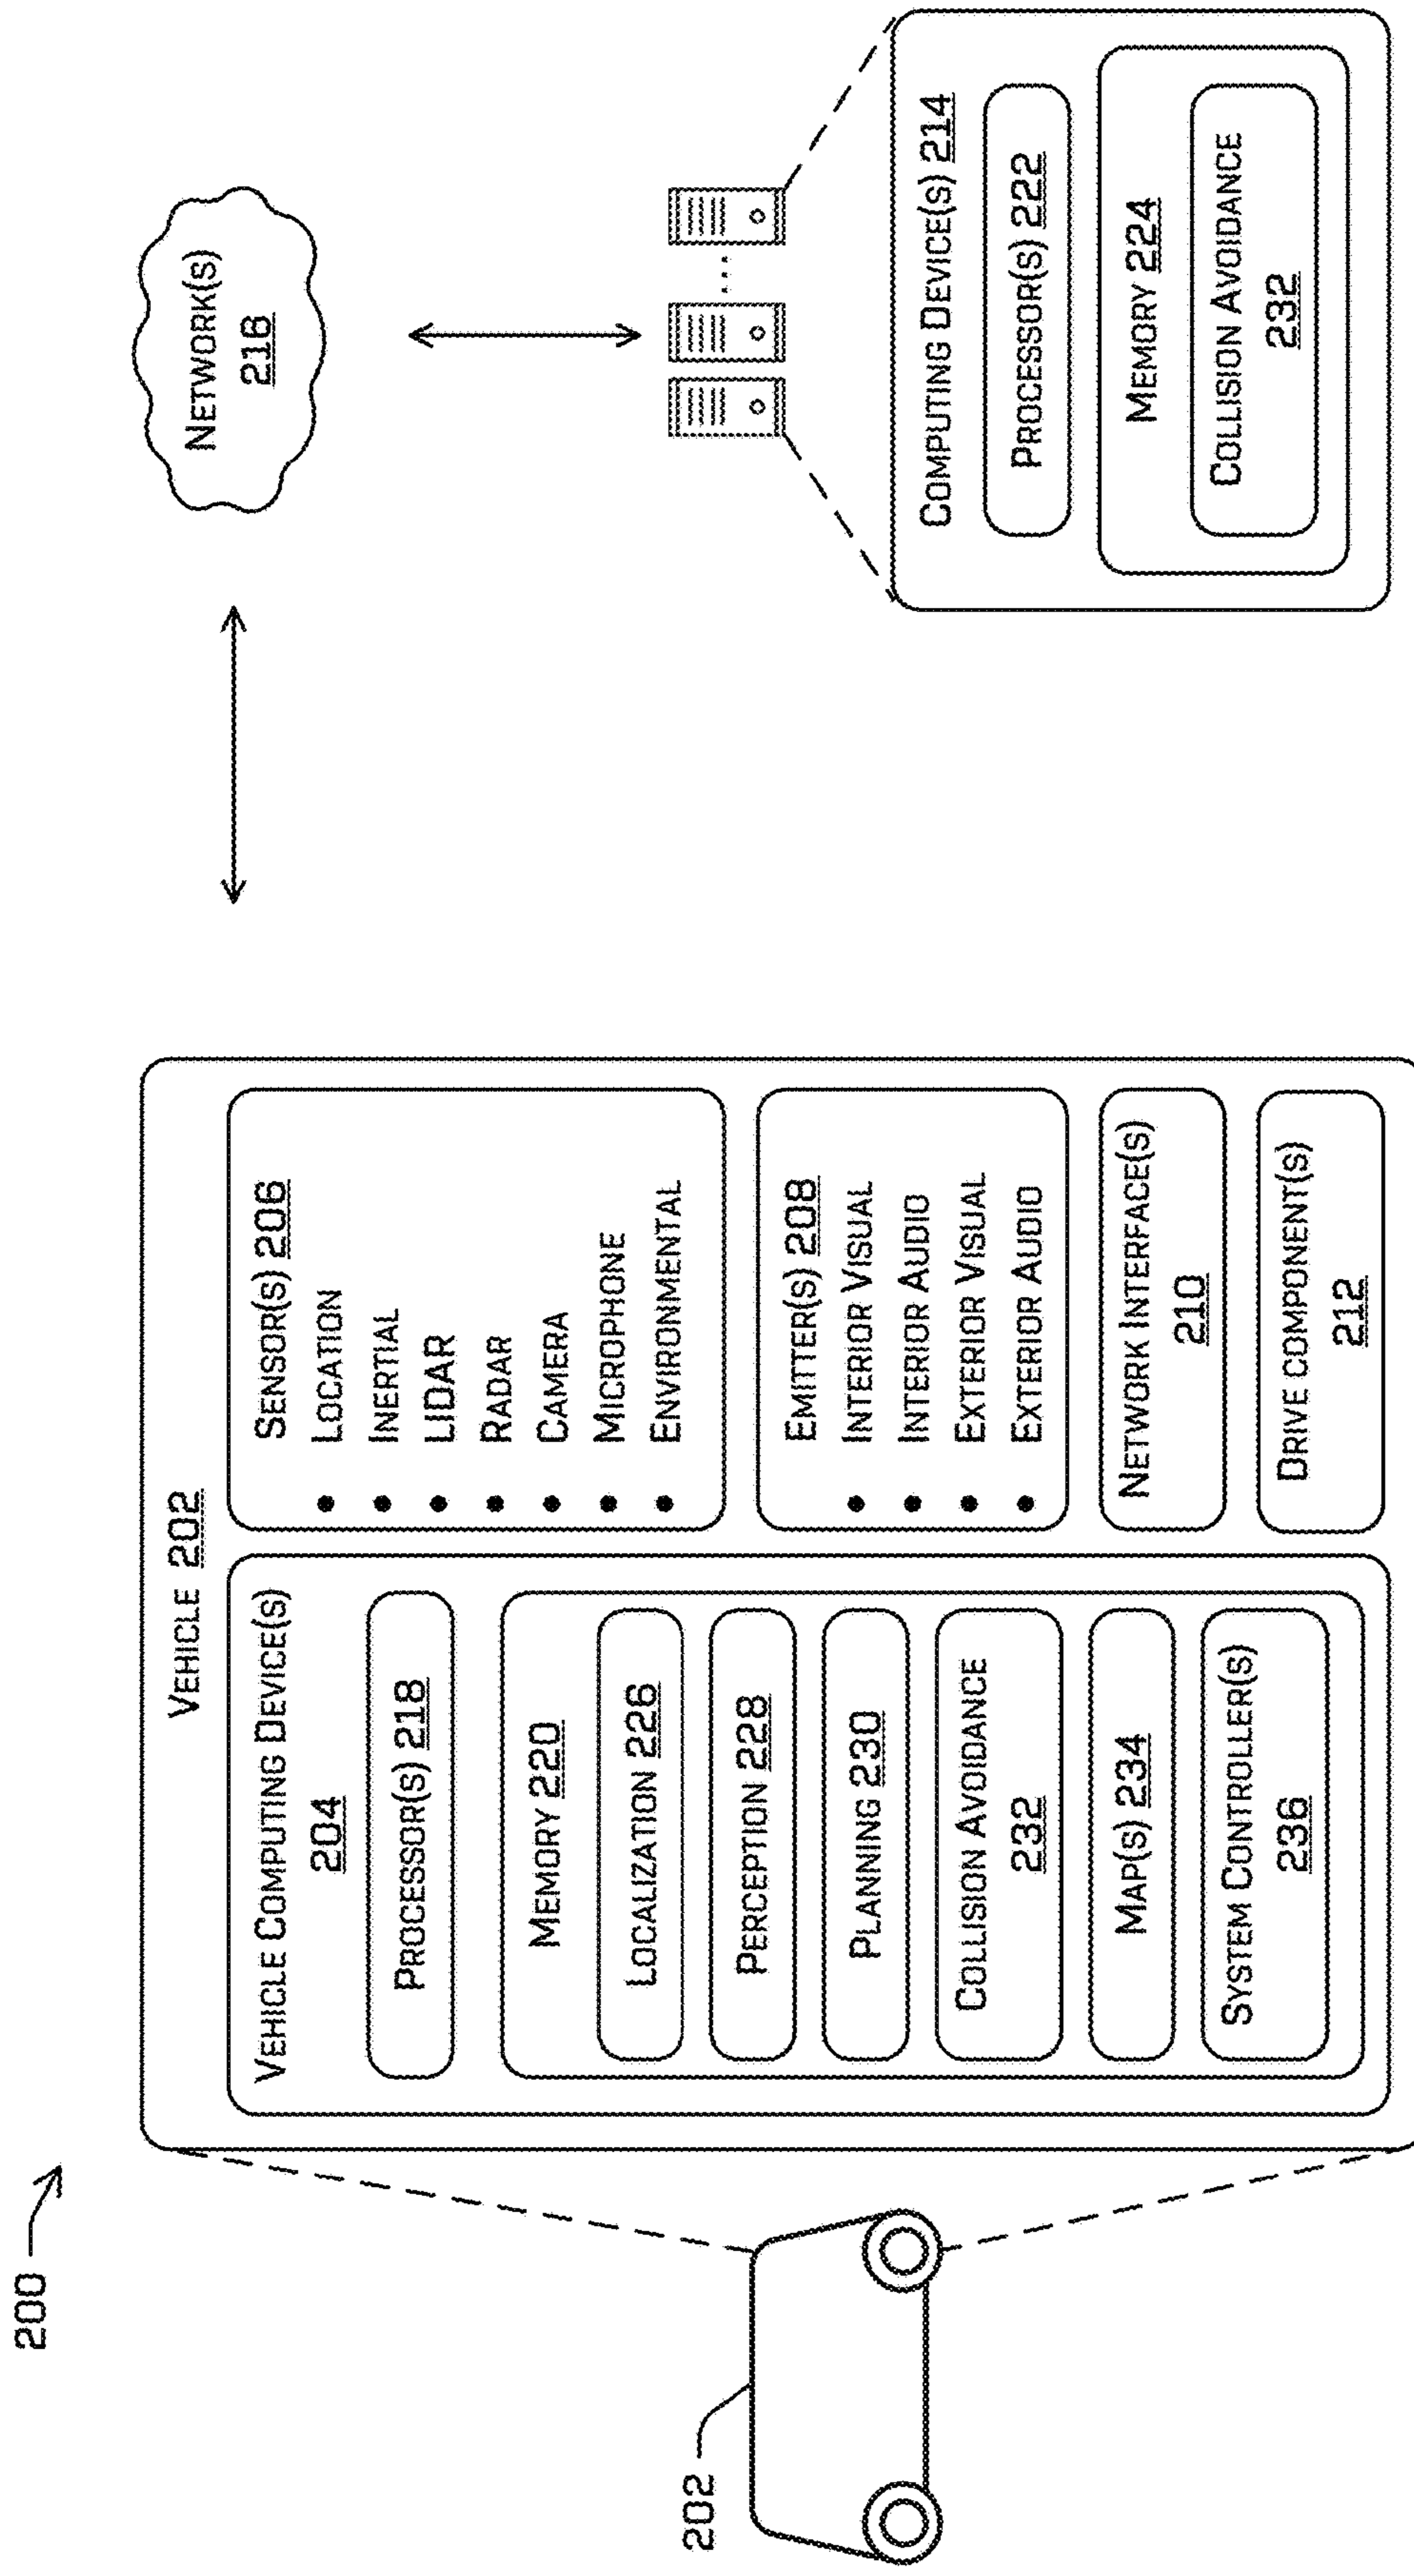 200
202
VEHICLE 202
VEHICLE COMPUTING DEVICE(S)
204
PROCESSOR(S) 218
MEMORY 220
LOCALIZATION 226
PERCEPTION 228
PLANNING 230
COLLISION AVOIDANCE
232
MAP(S) 234
SYSTEM CONTROLLER(S)
236
SENSOR(S) 206
• LOCATION
• INERTIAL
• LIDAR
• RADAR
• CAMERA
• MICROPHONE
• ENVIRONMENTAL
EMITTER(S) 208
• INTERIOR VISUAL
• INTERIOR AUDIO
• EXTERIOR VISUAL
• EXTERIOR AUDIO
NETWORK INTERFACE(S)
210
DRIVE COMPONENT(S)
212
NETWORK(S)
216
...
COMPUTING DEVICE(S) 214
PROCESSOR(S) 222
MEMORY 224
COLLISION AVOIDANCE
232